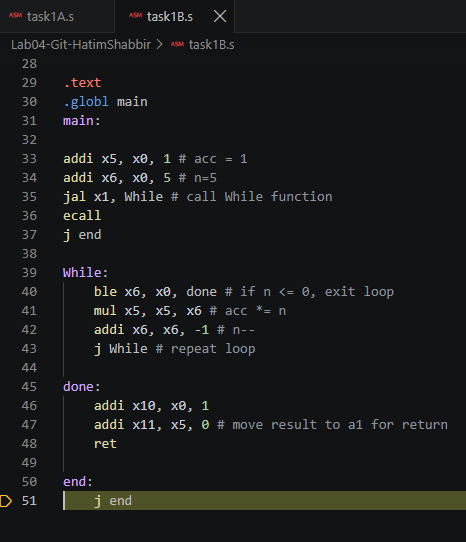 ASM task1A.s ASM task1B.s
Lab04-Git-HatimShabbir > ASM task1B.s
28
29 .text
30 .globl main
31 main:
32
33 addi x5, x0, 1 # acc = 1
34 addi x6, x0, 5 # n=5
35 jal x1, While # call While function
36 ecall
37 j end
38
39 While:
40 ble x6, x0, done # if n <= 0, exit loop
41 mul x5, x5, x6 # acc *= n
42 addi x6, x6, -1 # n--
43 j While # repeat loop
44
45 done:
46 addi x10, x0, 1
47 addi x11, x5, 0 # move result to a1 for return
48 ret
49
50 end:
51 j end